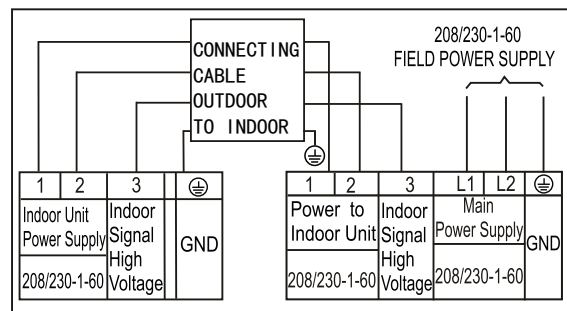 208/230-1-60
FIELD POWER SUPPLY
CONNECTING
CABLE
OUTDOOR
TO INDOOR
1 2 3
Indoor Unit
Power Supply
208/230-1-60
Indoor
Signal
High
Voltage
GND
1 2 3 L1 L2
Power to
Indoor Unit
208/230-1-60
Indoor
Signal
High
Voltage
Main
Power Supply
208/230-1-60
GND